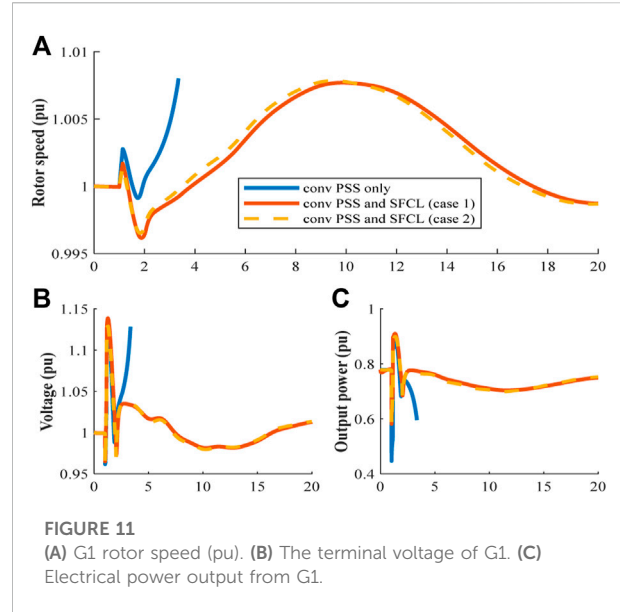 A
Rotor speed (pu)
1.01
1.005
1
0.995
conv PSS only
conv PSS and SFCL (case 1)
conv PSS and SFCL (case 2)
0 2 4 6 8 10 12 14 16 18 20
B
Voltage (pu)
1.15
1.1
1.05
1
0.95
0 5 10 15 20
C
Output power (pu)
1
0.8
0.6
0.4
0 5 10 15 20
FIGURE 11
(A) G1 rotor speed (pu). (B) The terminal voltage of G1. (C)
Electrical power output from G1.